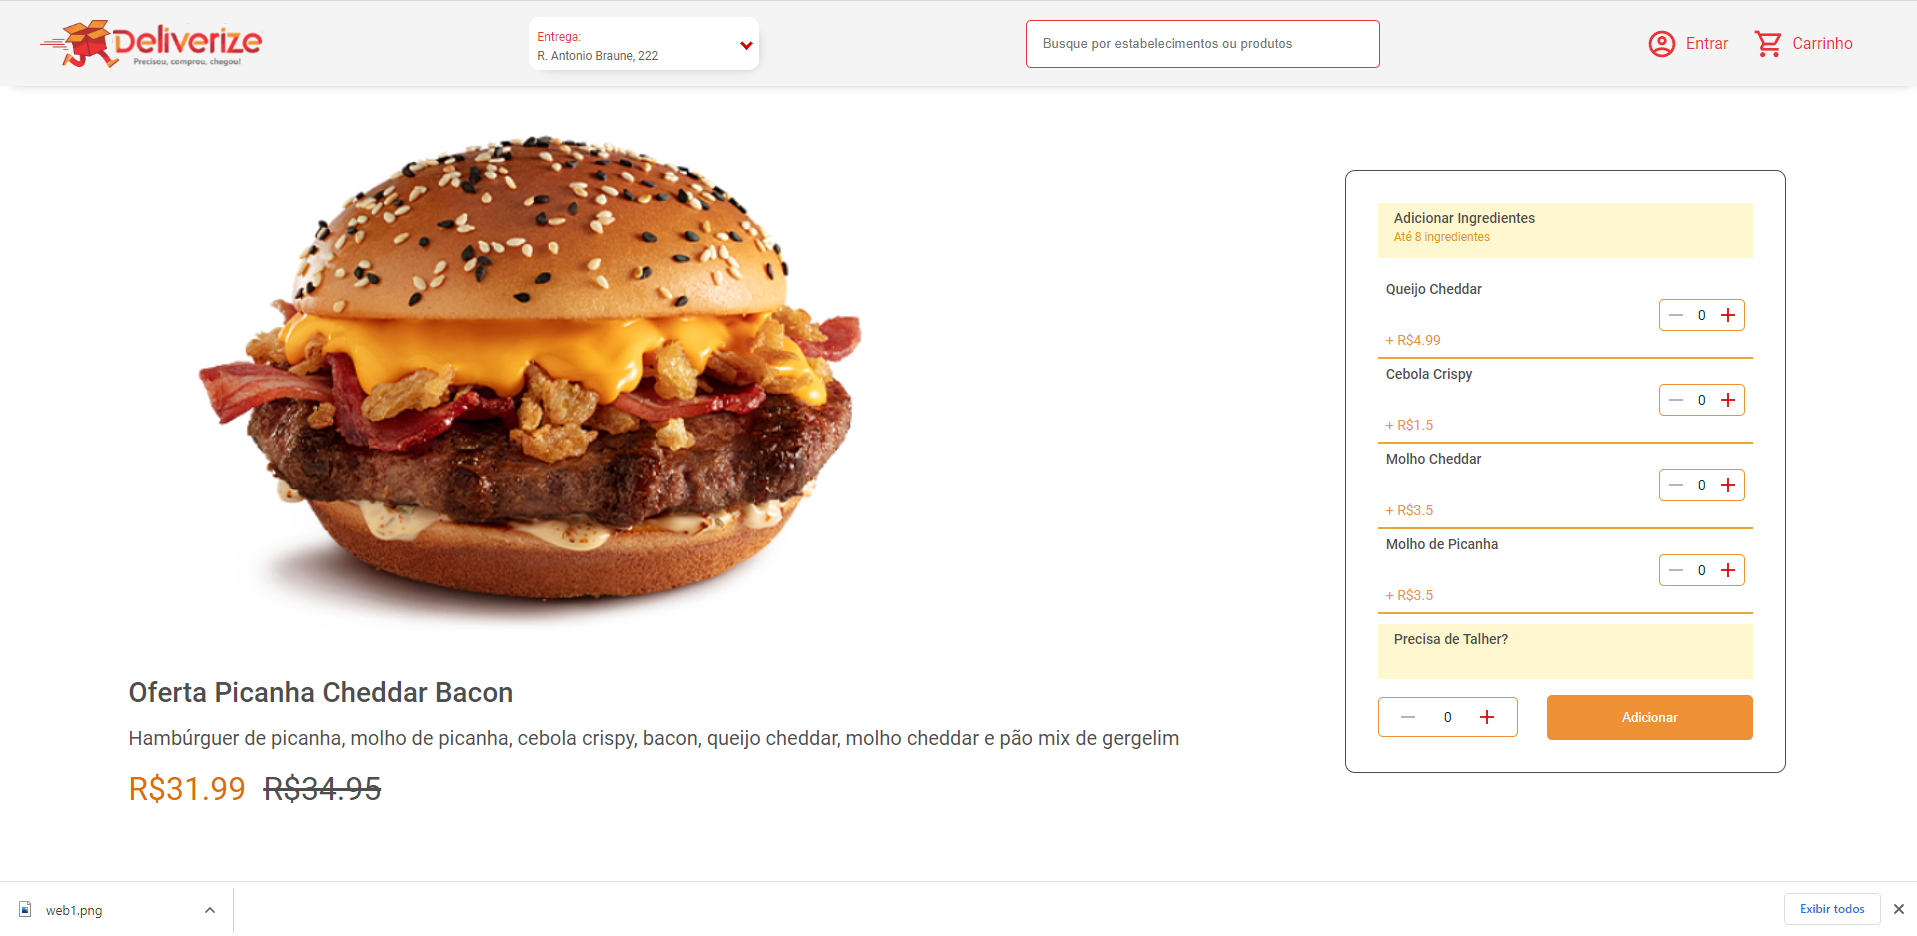 Deliverize
Precisou, comprou, chegou!
Entrega:
R. Antonio Braune, 222
Busque por estabelecimentos ou produtos
Entrar
Carrinho
Adicionar Ingredientes
Até 8 ingredientes
Queijo Cheddar
0
+ R$4.99
Cebola Crispy
0
+ R$1.5
Molho Cheddar
0
+ R$3.5
Molho de Picanha
0
+ R$3.5
Precisa de Talher?
0
Adicionar
Oferta Picanha Cheddar Bacon
Hambúrguer de picanha, molho de picanha, cebola crispy, bacon, queijo cheddar, molho cheddar e pão mix de gergelim
R$31.99 R$34.95
web1.png
Exibir todos